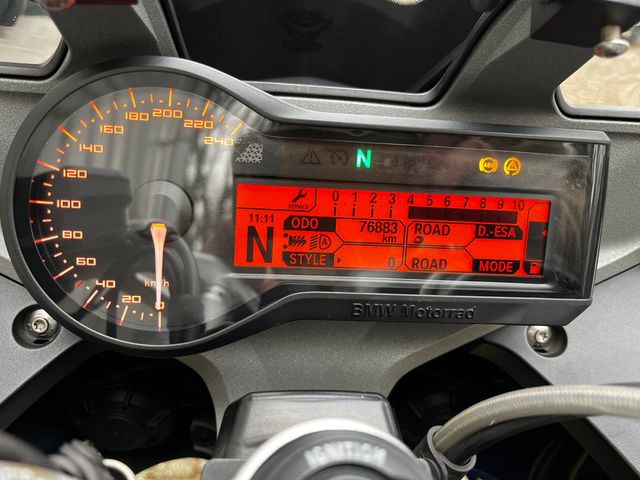 220
200
240
180
160
140
120
100
80
60
40
20
0
km/h
N
ABS
SERVICE
0 1 2 3 4 5 6 7 8 9 10
11:11
ODO 76883 ROAD D.-ESA
km
N
A
STYLE 0 ROAD MODE
BMW Motorrad
IGNITION